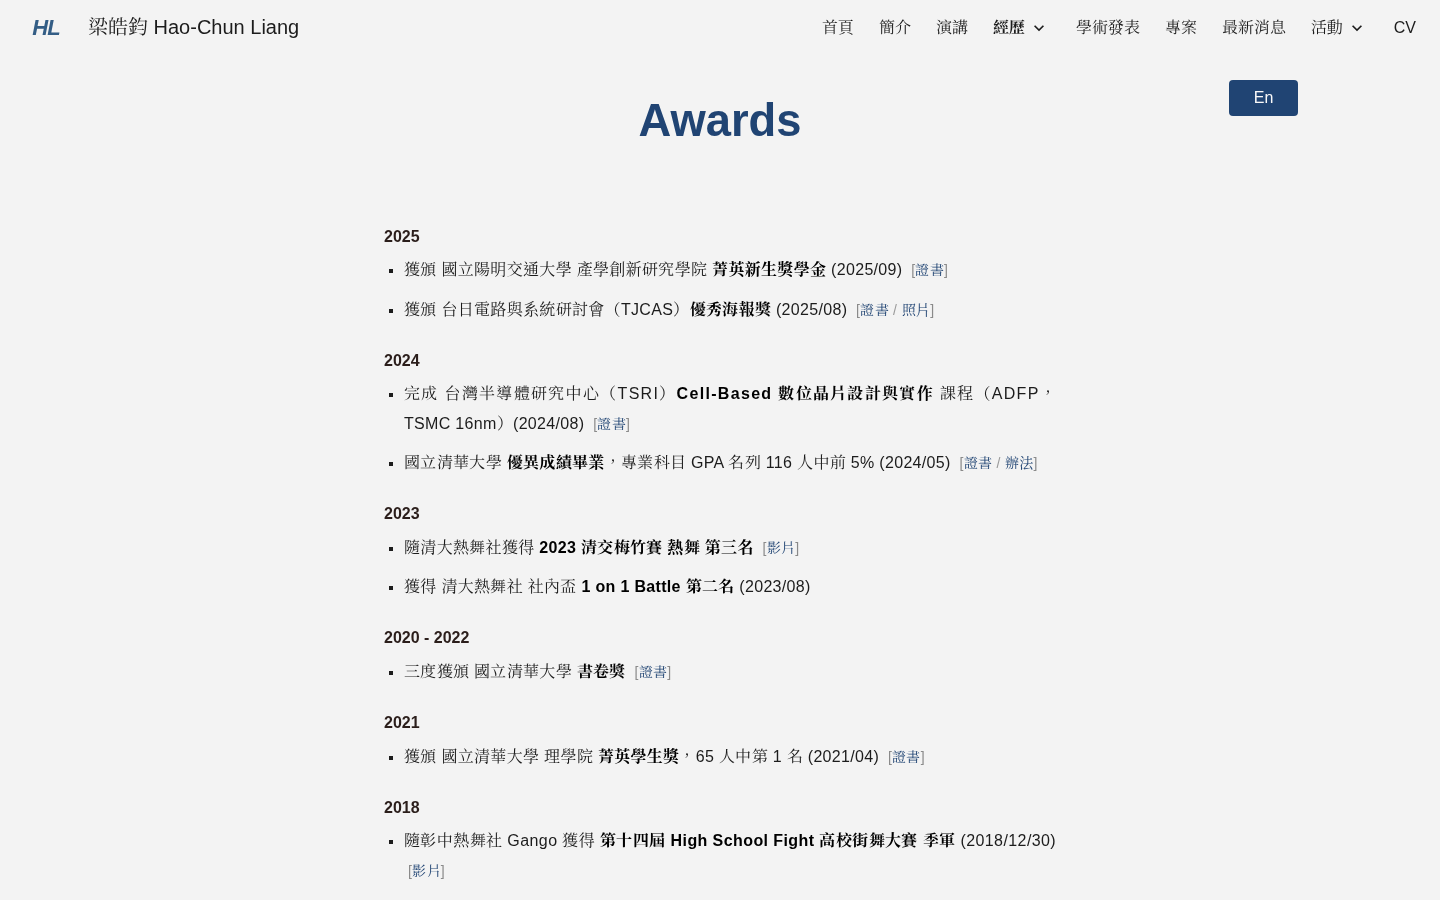 HL 梁皓鈞 Hao-Chun Liang 首頁 簡介 演講 經歷 學術發表 專案 最新消息 活動 CV
En
Awards
2025
獲頒 國立陽明交通大學 產學創新研究學院 菁英新生獎學金 (2025/09) [證書]
獲頒 台日電路與系統研討會（TJCAS）優秀海報獎 (2025/08) [證書 / 照片]
2024
完成 台灣半導體研究中心（TSRI）Cell-Based 數位晶片設計與實作 課程（ADFP，
TSMC 16nm）(2024/08) [證書]
國立清華大學 優異成績畢業，專業科目 GPA 名列 116 人中前 5% (2024/05) [證書 / 辦法]
2023
隨清大熱舞社獲得 2023 清交梅竹賽 熱舞 第三名 [影片]
獲得 清大熱舞社 社內盃 1 on 1 Battle 第二名 (2023/08)
2020 - 2022
三度獲頒 國立清華大學 書卷獎 [證書]
2021
獲頒 國立清華大學 理學院 菁英學生獎，65 人中第 1 名 (2021/04) [證書]
2018
隨彰中熱舞社 Gango 獲得 第十四屆 High School Fight 高校街舞大賽 季軍 (2018/12/30)
[影片]